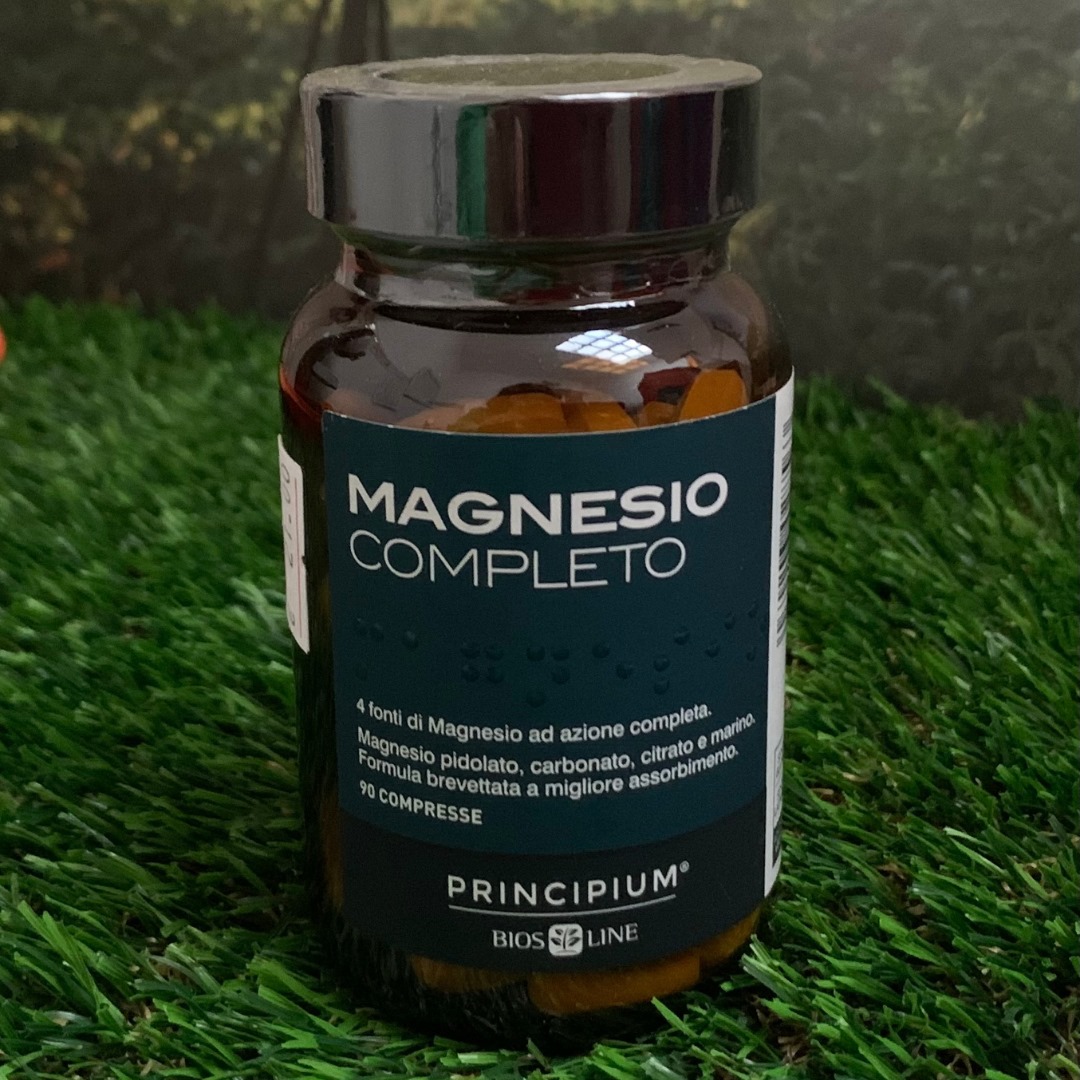 MAGNESIO
COMPLETO
4 fonti di Magnesio ad azione completa.
Magnesio pidolato, carbonato, citrato e marino.
Formula brevettata a migliore assorbimento.
90 COMPRESSE
PRINCIPIUM®
BIOS LINE